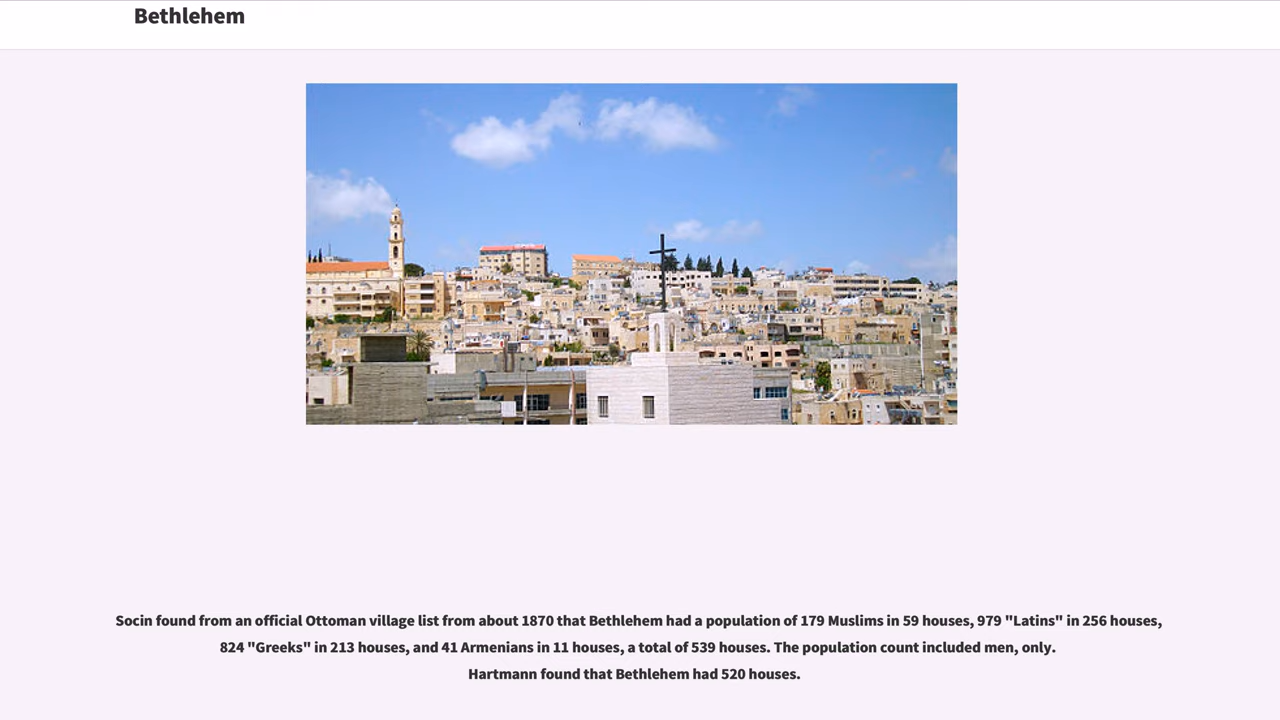 Bethlehem
Socin found from an official Ottoman village list from about 1870 that Bethlehem had a population of 179 Muslims in 59 houses, 979 "Latins" in 256 houses,
824 "Greeks" in 213 houses, and 41 Armenians in 11 houses, a total of 539 houses. The population count included men, only.
Hartmann found that Bethlehem had 520 houses.